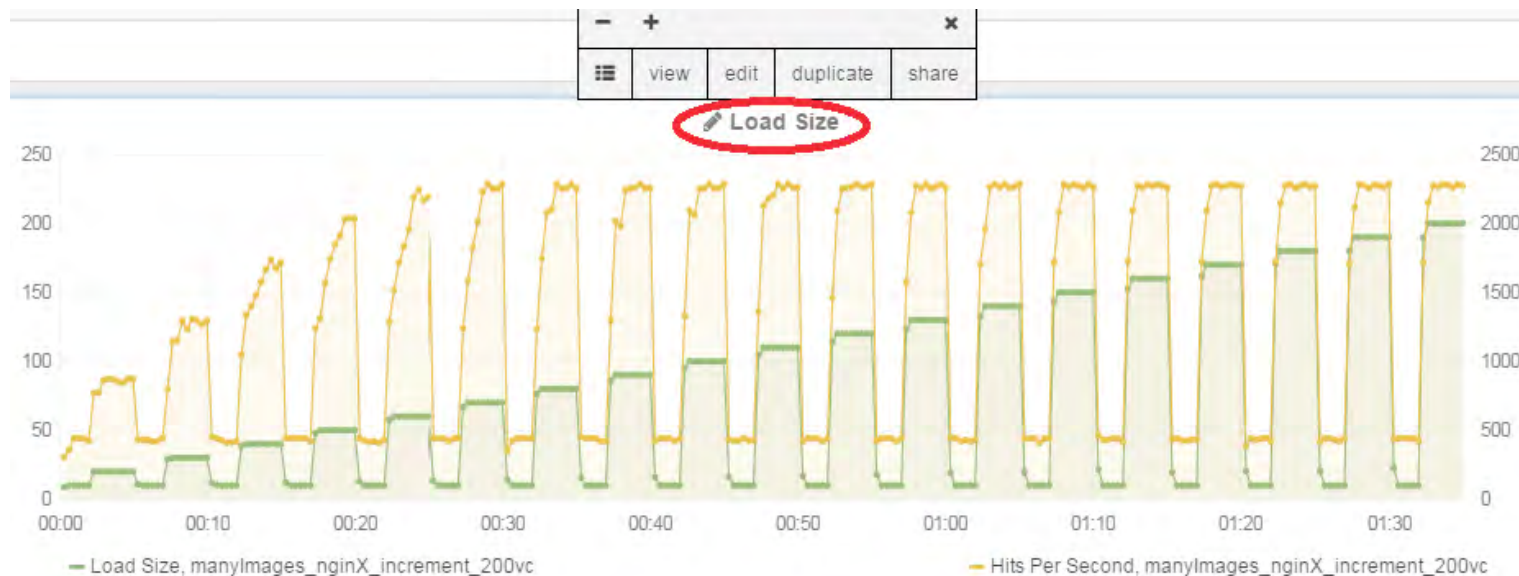 − + ×
view edit duplicate share
Load Size
250 2500
200 2000
150 1500
100 1000
50 500
0 0
00:00 00:10 00:20 00:30 00:40 00:50 01:00 01:10 01:20 01:30
Load Size, manyImages_nginX_increment_200vc Hits Per Second, manyImages_nginX_increment_200vc